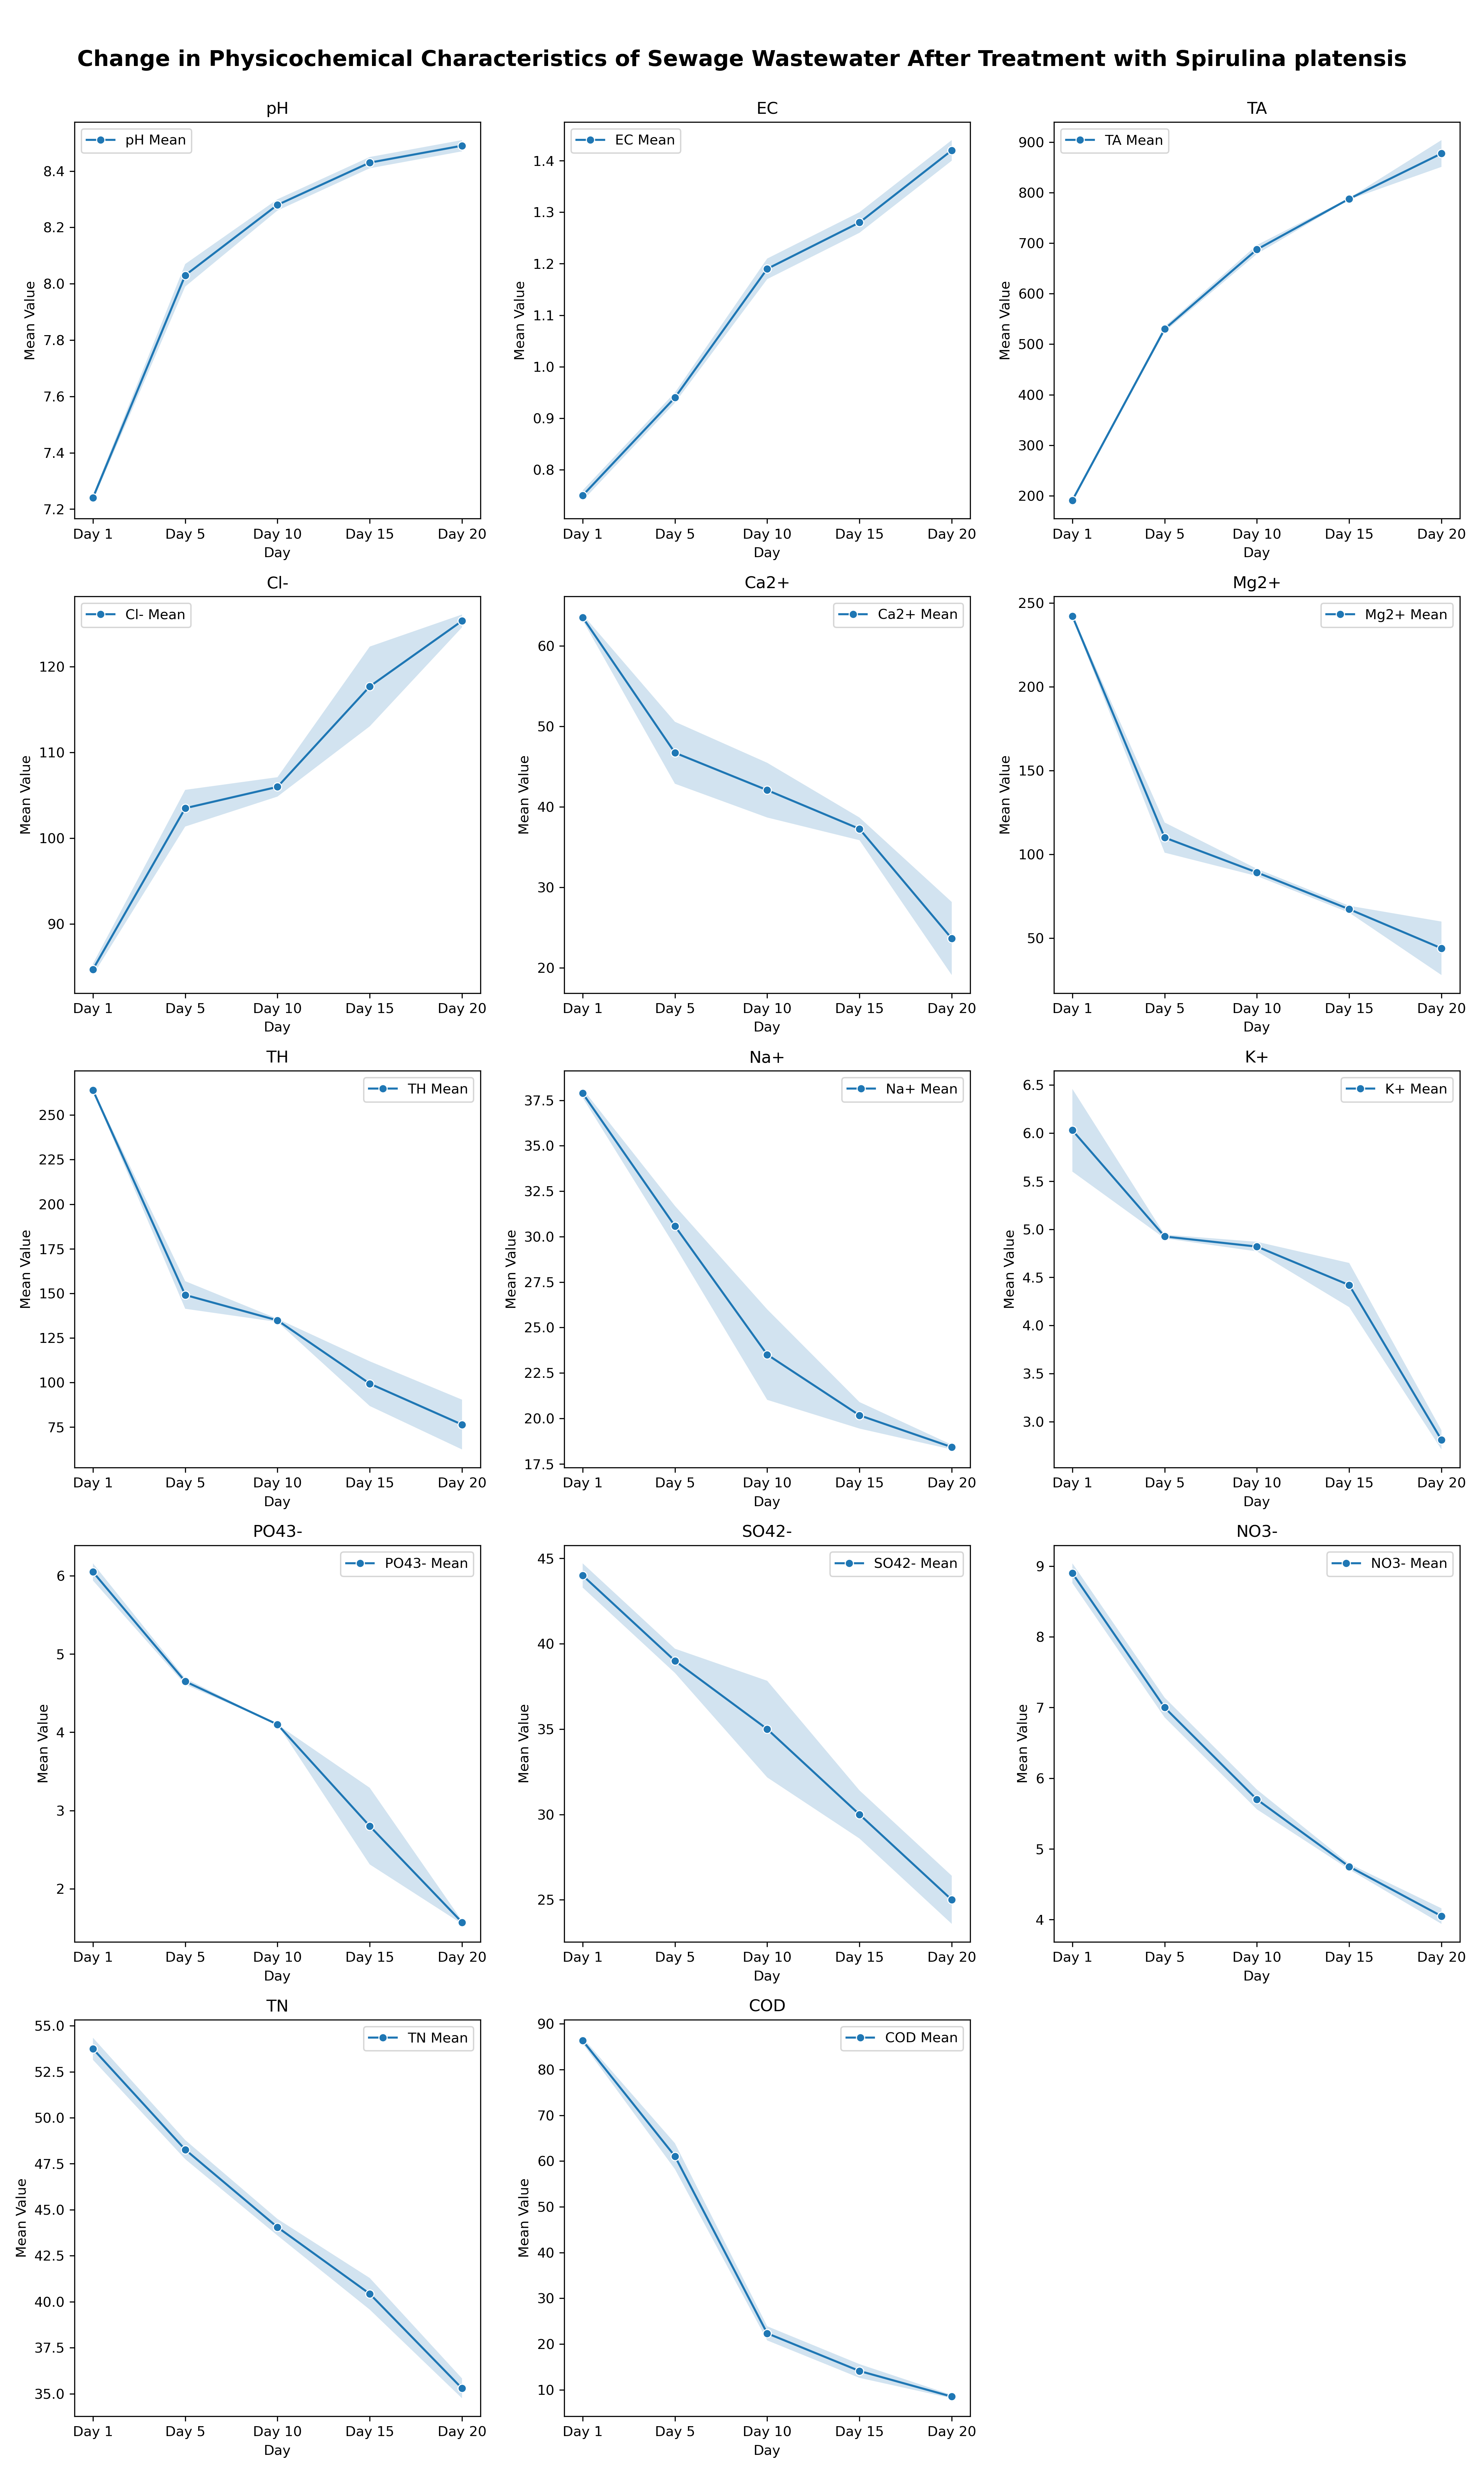 Change in Physicochemical Characteristics of Sewage Wastewater After Treatment with Spirulina platensis
pH
pH Mean
Mean Value
8.4
8.2
8.0
7.8
7.6
7.4
7.2
Day 1 Day 5 Day 10 Day 15 Day 20
Day
EC
EC Mean
Mean Value
1.4
1.3
1.2
1.1
1.0
0.9
0.8
Day 1 Day 5 Day 10 Day 15 Day 20
Day
TA
TA Mean
Mean Value
900
800
700
600
500
400
300
200
Day 1 Day 5 Day 10 Day 15 Day 20
Day
Cl-
Cl- Mean
Mean Value
120
110
100
90
Day 1 Day 5 Day 10 Day 15 Day 20
Day
Ca2+
Ca2+ Mean
Mean Value
60
50
40
30
20
Day 1 Day 5 Day 10 Day 15 Day 20
Day
Mg2+
Mg2+ Mean
Mean Value
250
200
150
100
50
Day 1 Day 5 Day 10 Day 15 Day 20
Day
TH
TH Mean
Mean Value
250
225
200
175
150
125
100
75
Day 1 Day 5 Day 10 Day 15 Day 20
Day
Na+
Na+ Mean
Mean Value
37.5
35.0
32.5
30.0
27.5
25.0
22.5
20.0
17.5
Day 1 Day 5 Day 10 Day 15 Day 20
Day
K+
K+ Mean
Mean Value
6.5
6.0
5.5
5.0
4.5
4.0
3.5
3.0
Day 1 Day 5 Day 10 Day 15 Day 20
Day
PO43-
PO43- Mean
Mean Value
6
5
4
3
2
Day 1 Day 5 Day 10 Day 15 Day 20
Day
SO42-
SO42- Mean
Mean Value
45
40
35
30
25
Day 1 Day 5 Day 10 Day 15 Day 20
Day
NO3-
NO3- Mean
Mean Value
9
8
7
6
5
4
Day 1 Day 5 Day 10 Day 15 Day 20
Day
TN
TN Mean
Mean Value
55.0
52.5
50.0
47.5
45.0
42.5
40.0
37.5
35.0
Day 1 Day 5 Day 10 Day 15 Day 20
Day
COD
COD Mean
Mean Value
90
80
70
60
50
40
30
20
10
Day 1 Day 5 Day 10 Day 15 Day 20
Day